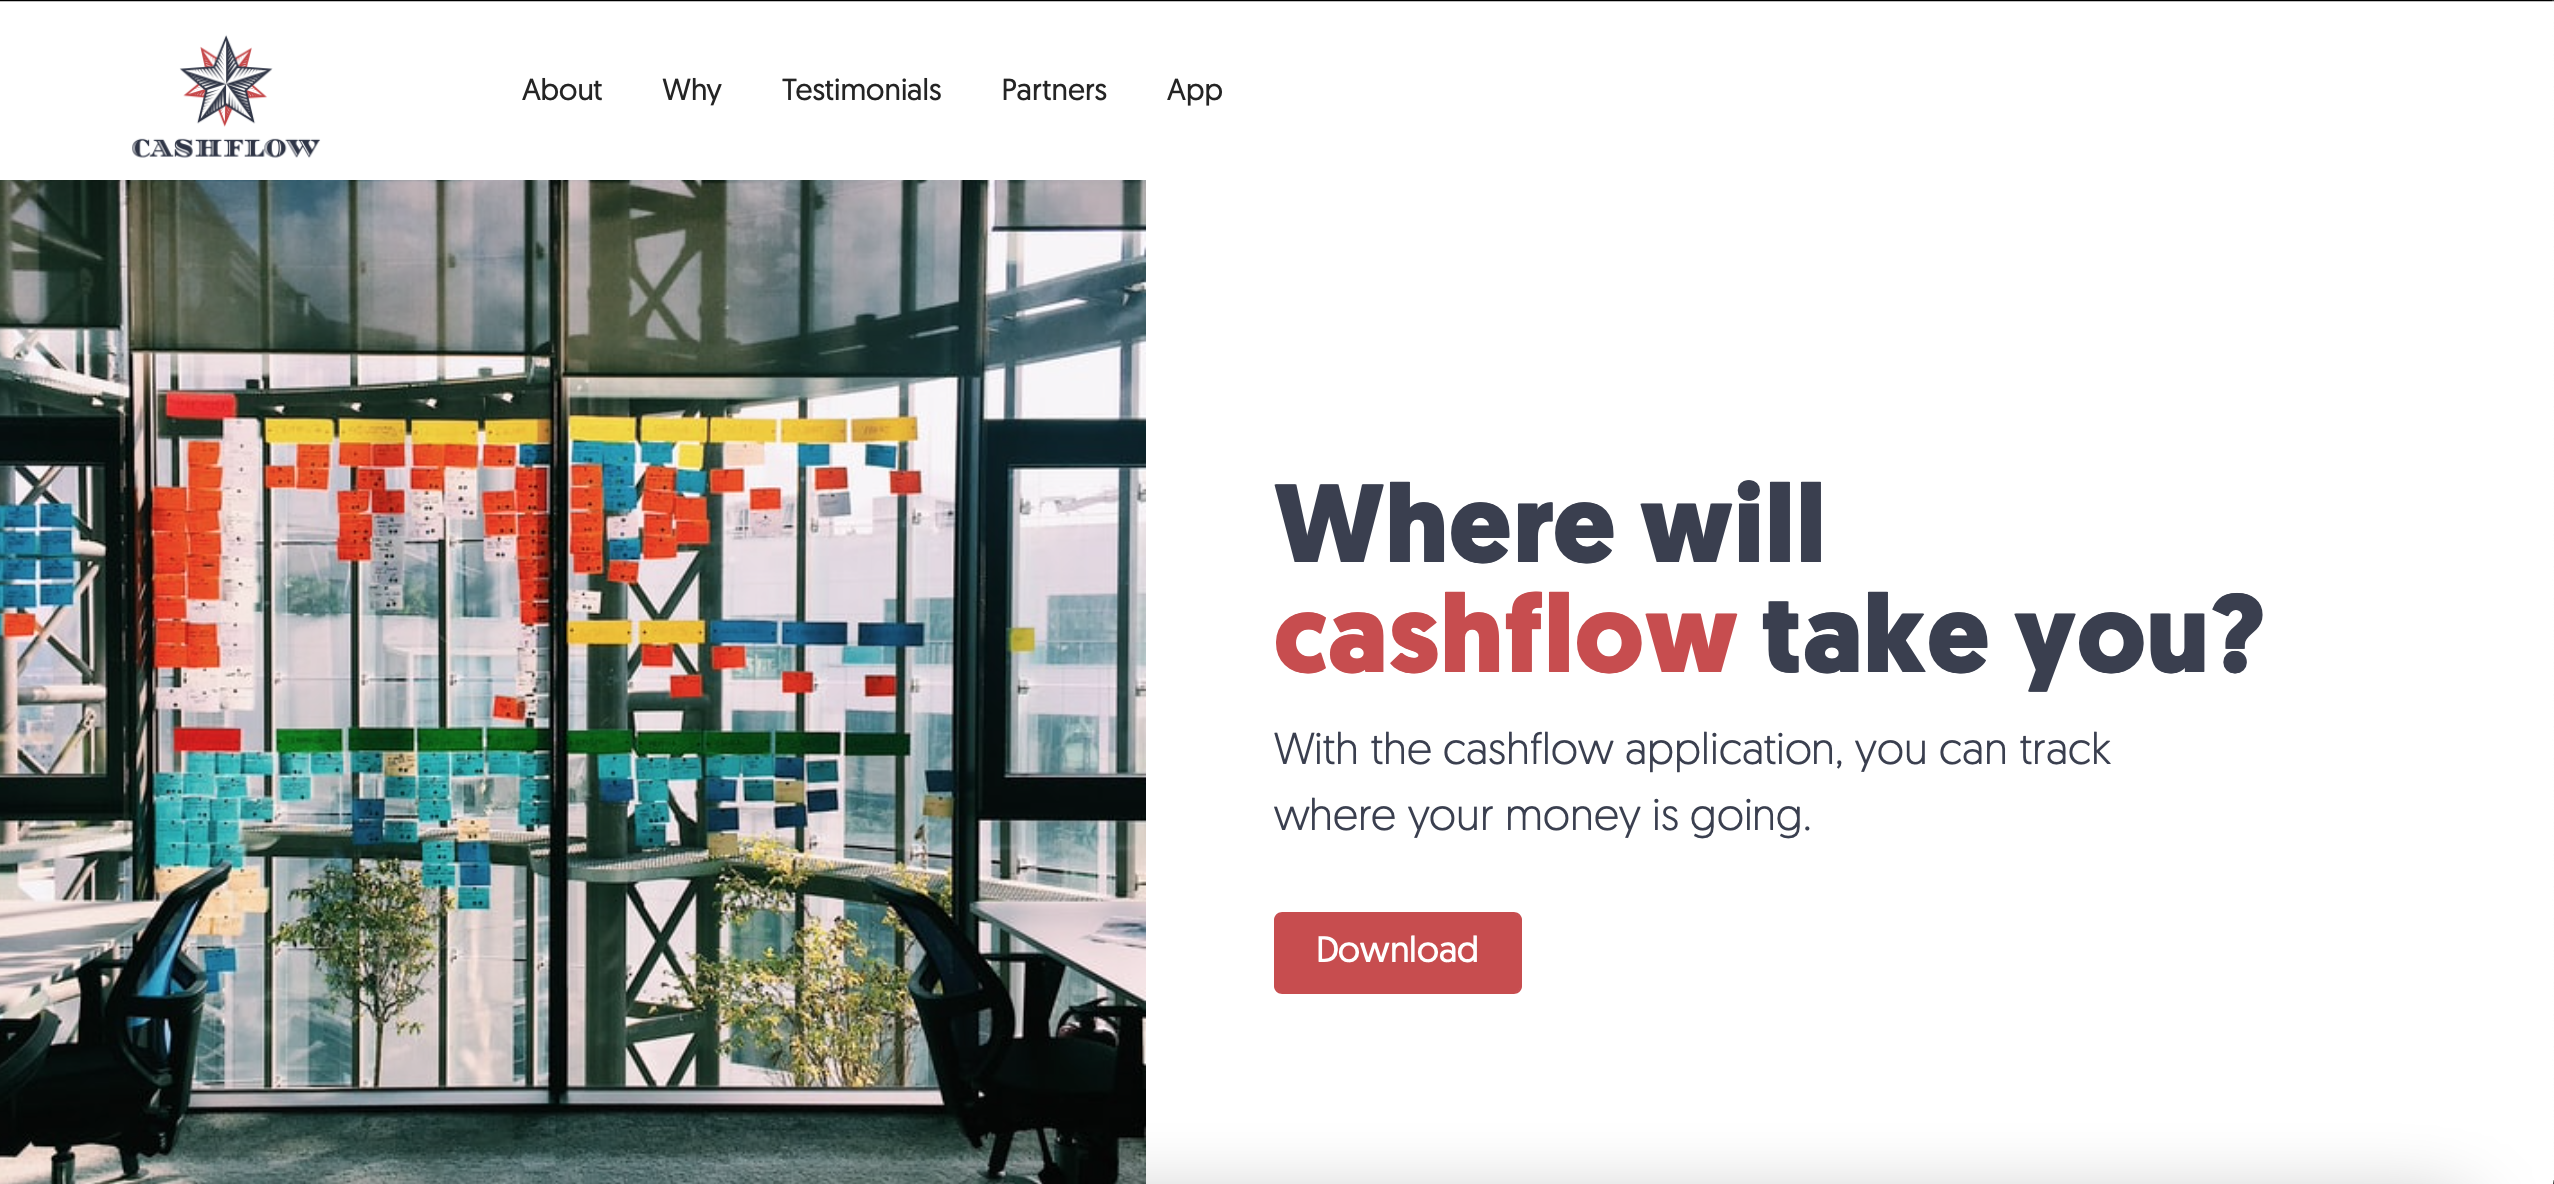 CASHFLOW
About
Why
Testimonials
Partners
App
Where will
cashflow take you?
With the cashflow application, you can track
where your money is going.
Download